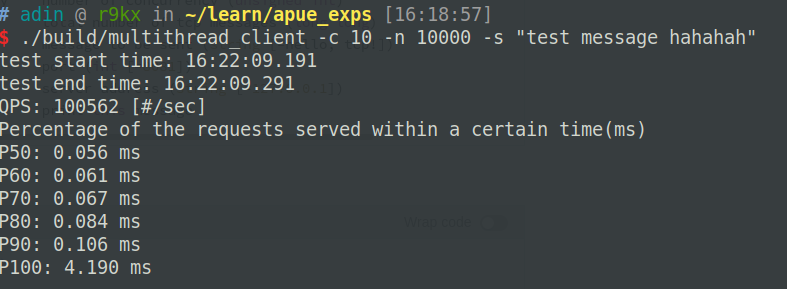 # adin @ r9kx in ~/learn/apue_exps [16:18:57]
$ ./build/multithread_client -c 10 -n 10000 -s "test message hahahah"
test start time: 16:22:09.191
test end time: 16:22:09.291
QPS: 100562 [#/sec]
Percentage of the requests served within a certain time(ms)
P50: 0.056 ms
P60: 0.061 ms
P70: 0.067 ms
P80: 0.084 ms
P90: 0.106 ms
P100: 4.190 ms